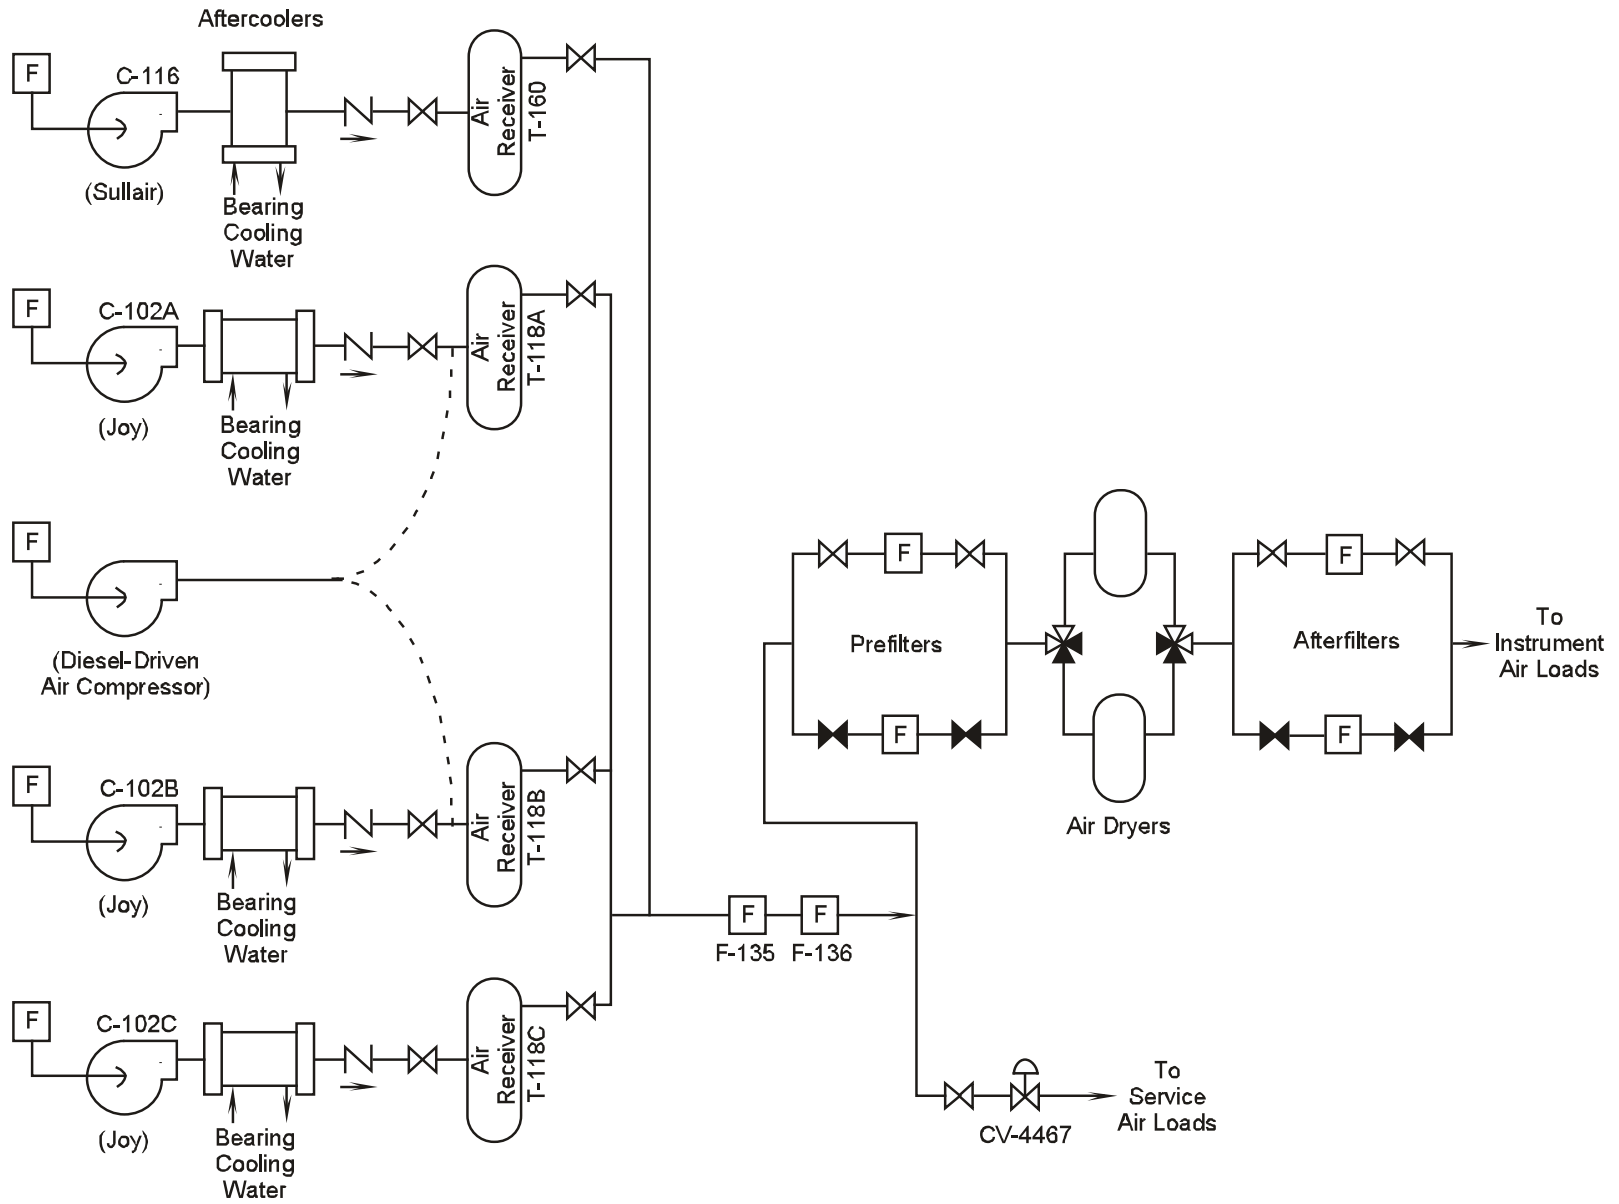 Aftercoolers
F
C-116
(Sullair)
Bearing
Cooling
Water
Air
Receiver
T-160
F
C-102A
(Joy)
Bearing
Cooling
Water
Air
Receiver
T-118A
F
(Diesel-Driven
Air Compressor)
F
C-102B
(Joy)
Bearing
Cooling
Water
Air
Receiver
T-118B
F
C-102C
(Joy)
Bearing
Cooling
Water
Air
Receiver
T-118C
F
F-135
F
F-136
F
Prefilters
F
Air Dryers
F
Afterfilters
F
To
Instrument
Air Loads
CV-4467
To
Service
Air Loads